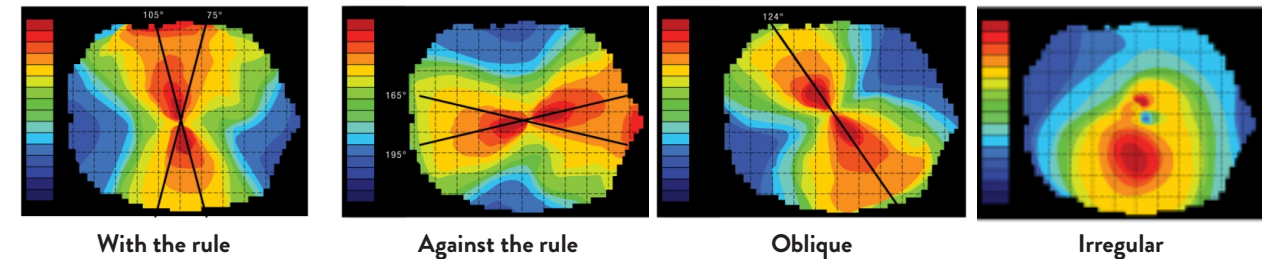 105° 75°
165°
195°
124°
With the rule
Against the rule
Oblique
Irregular